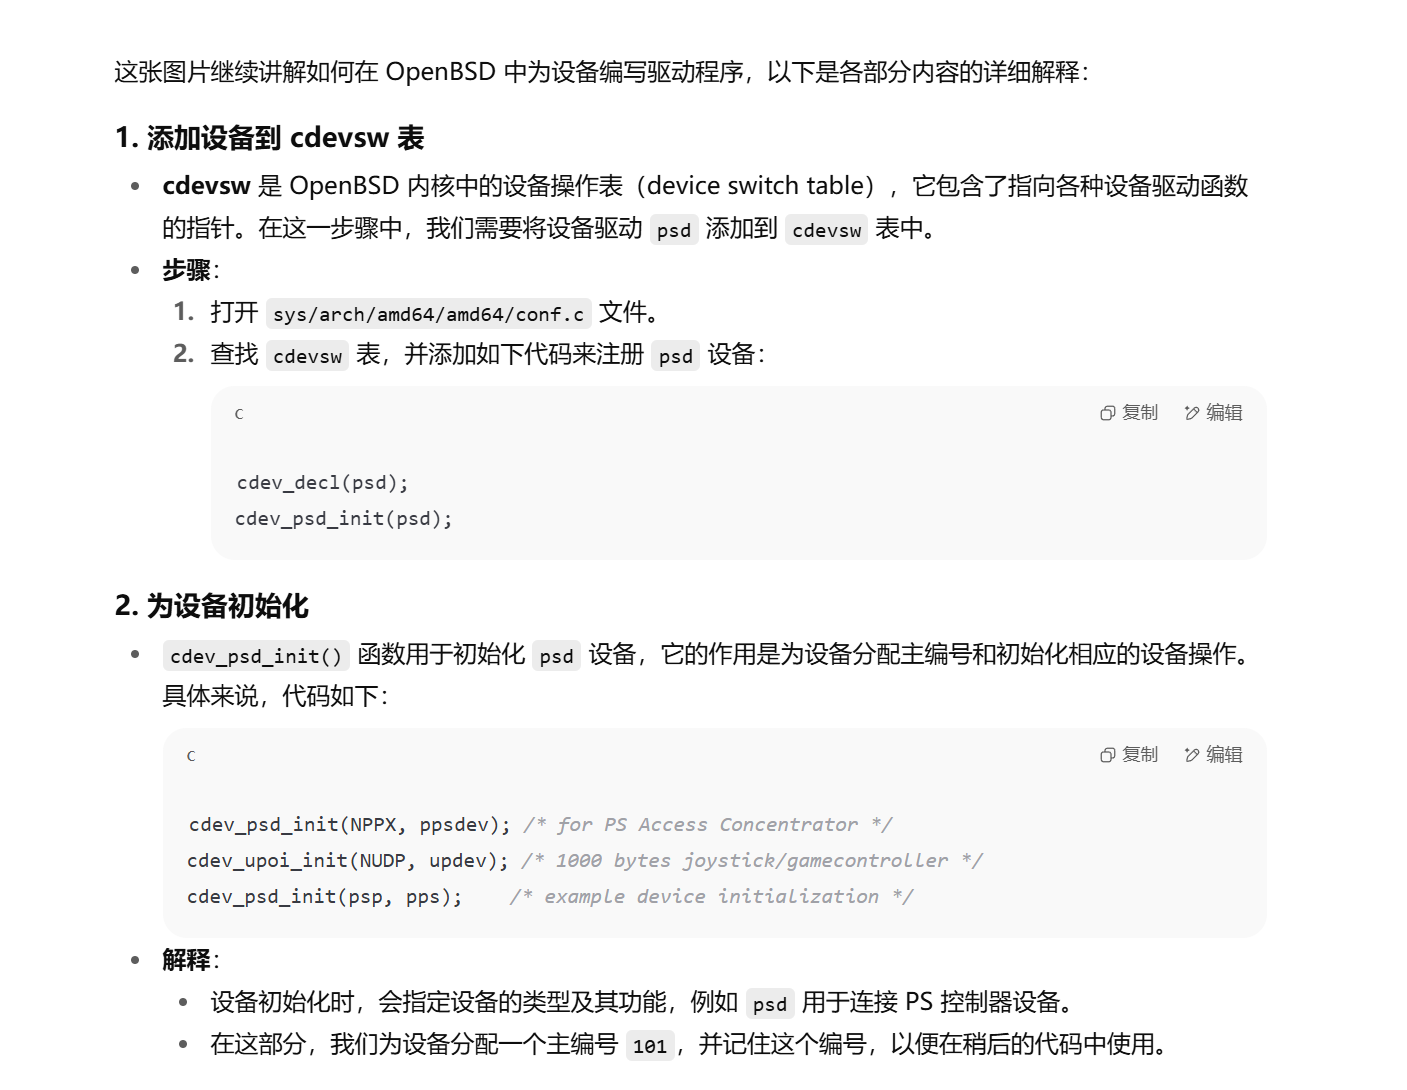 这张图片继续讲解如何在 OpenBSD 中为设备编写驱动程序，以下是各部分内容的详细解释：
1. 添加设备到 cdevsw 表
• cdevsw 是 OpenBSD 内核中的设备操作表（device switch table），它包含了指向各种设备驱动函数
的指针。在这一步骤中，我们需要将设备驱动 psd 添加到 cdevsw 表中。
• 步骤：
1. 打开 sys/arch/amd64/amd64/conf.c 文件。
2. 查找 cdevsw 表，并添加如下代码来注册 psd 设备：
c 复制 编辑
cdev_decl(psd);
cdev_psd_init(psd);
2. 为设备初始化
• cdev_psd_init() 函数用于初始化 psd 设备，它的作用是为设备分配主编号和初始化相应的设备操作。
具体来说，代码如下：
c 复制 编辑
cdev_psd_init(NPPX, ppsdev); /* for PS Access Concentrator */
cdev_upoi_init(NUDP, updev); /* 1000 bytes joystick/gamecontroller */
cdev_psd_init(psp, pps);    /* example device initialization */
• 解释：
• 设备初始化时，会指定设备的类型及其功能，例如 psd 用于连接 PS 控制器设备。
• 在这部分，我们为设备分配一个主编号 101，并记住这个编号，以便在稍后的代码中使用。